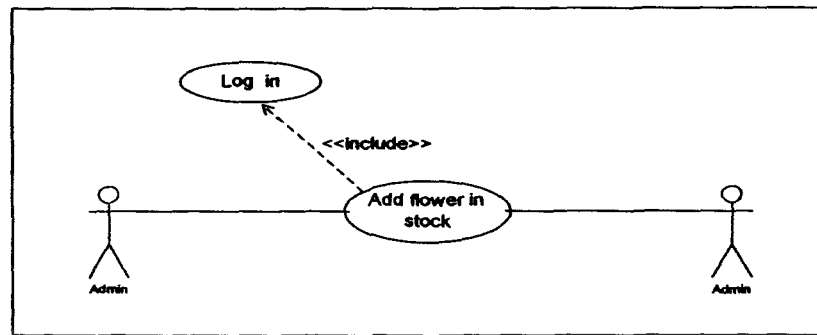 Log in
<<include>>
Add flower in
stock
Admin
Admin